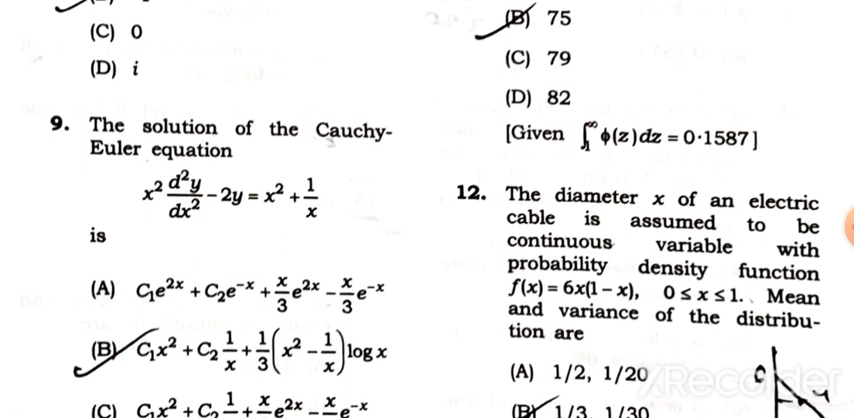 (C) 0
(D) i
9. The solution of the Cauchy-
Euler equation
x² d²y/dx² - 2y = x² + 1/x
is
(A) C₁e²ˣ + C₂e⁻ˣ + x/3 e²ˣ - x/3 e⁻ˣ
(B) C₁x² + C₂ 1/x + 1/3 (x² - 1/x) log x
(C) C₁x² + C₂ 1/x + x/3 e²ˣ - x/3 e⁻ˣ
(B) 75
(C) 79
(D) 82
[Given ∫₁^∞ ϕ(z)dz = 0·1587]
12. The diameter x of an electric
cable is assumed to be
continuous variable with
probability density function
f(x) = 6x(1 - x), 0 ≤ x ≤ 1. Mean
and variance of the distribu-
tion are
(A) 1/2, 1/20
(B) 1/3, 1/30
XRecorder